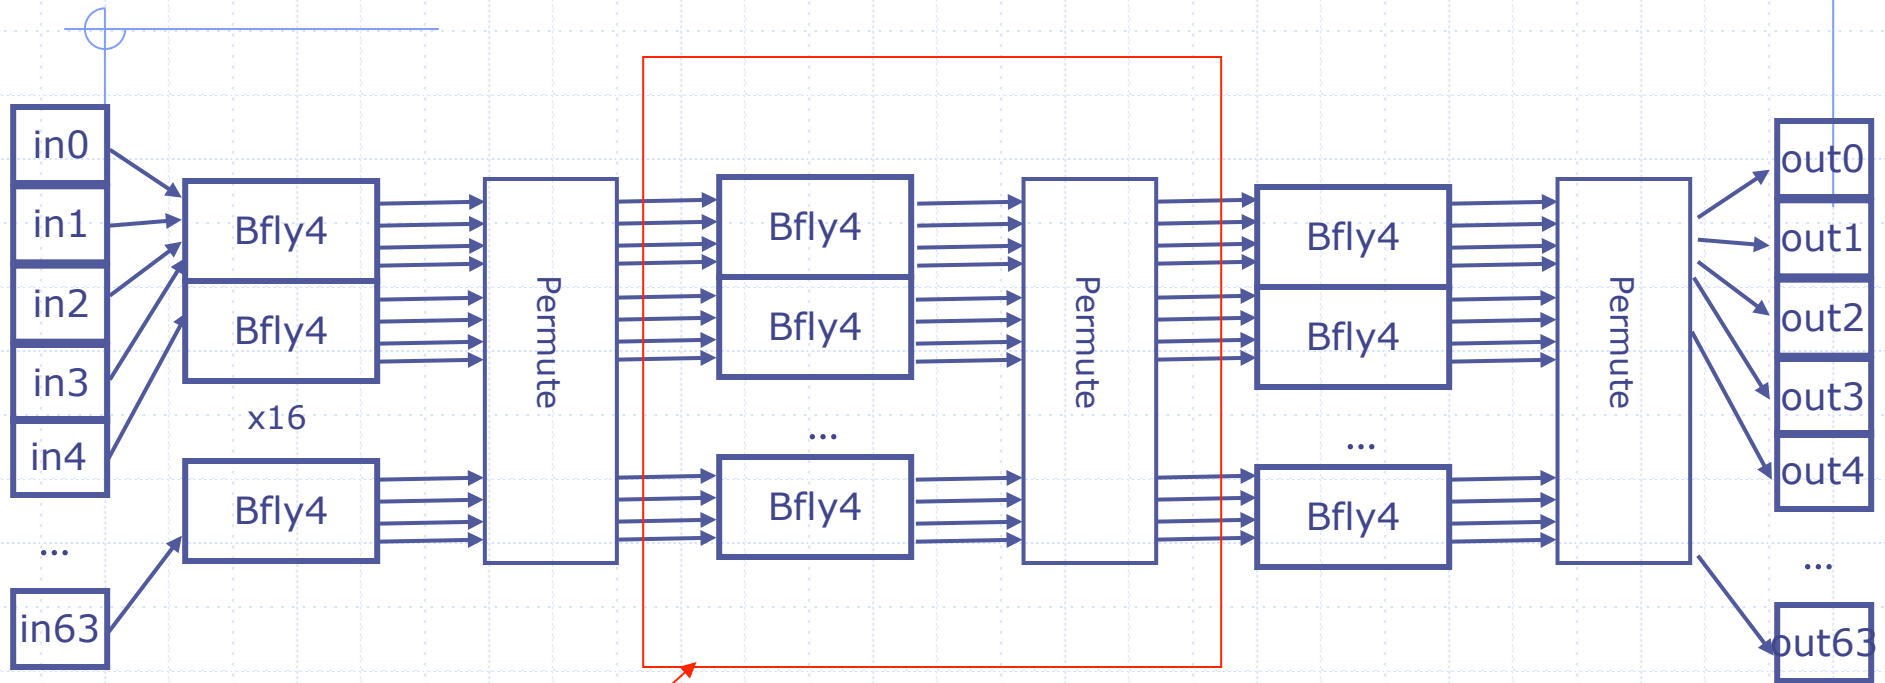 in0
in1
in2
in3
in4
...
in63
Bfly4
Bfly4
x16
Bfly4
Permute
Bfly4
Bfly4
...
Bfly4
Permute
Bfly4
Bfly4
...
Bfly4
Permute
out0
out1
out2
out3
out4
...
out63